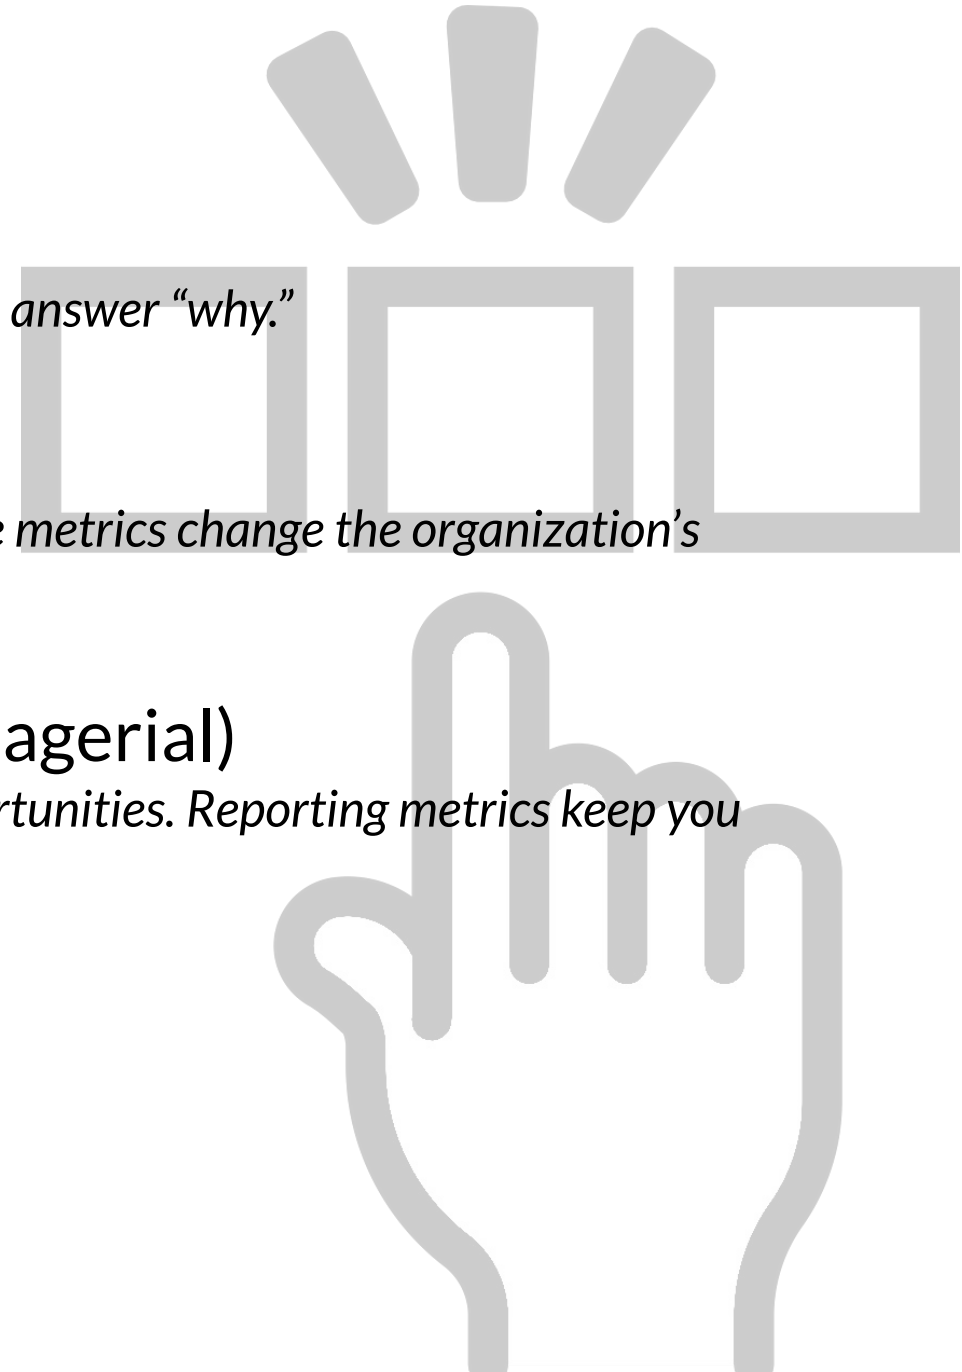 answer “why.”
metrics change the organization’s
agerial)
rtunities. Reporting metrics keep you